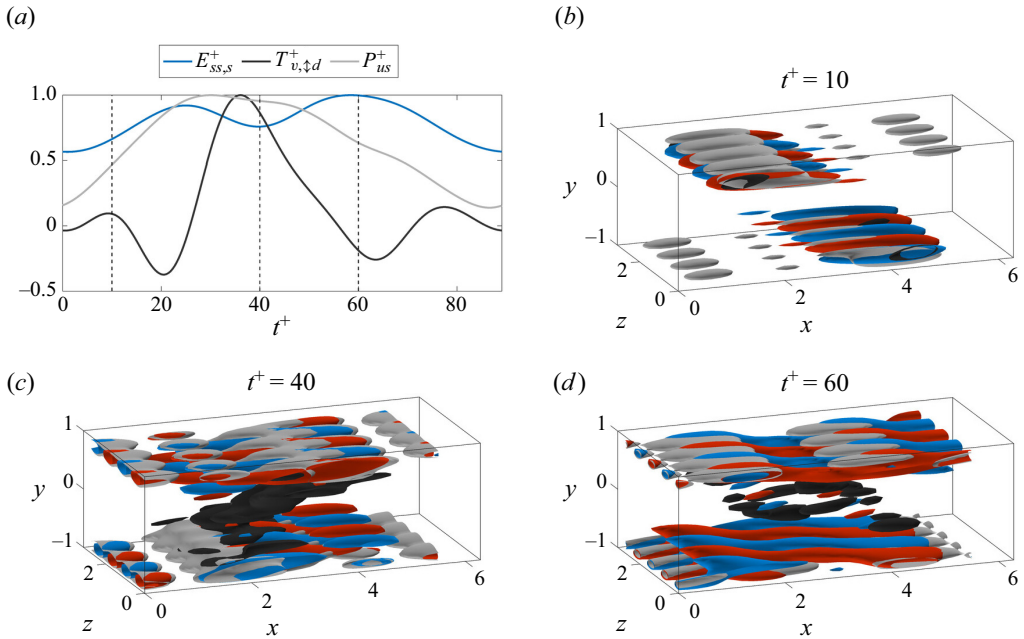 (a)
E⁺ss,s T⁺v,↕d P⁺us
1.0
0.5
0
–0.5
0 20 40 60 80
t⁺
(b)
t⁺ = 10
1
y 0
–1
2
z 0
0 2 4 6
x
(c)
t⁺ = 40
1
y 0
–1
2
z 0
0 2 4 6
x
(d)
t⁺ = 60
1
y 0
–1
2
z 0
0 2 4 6
x